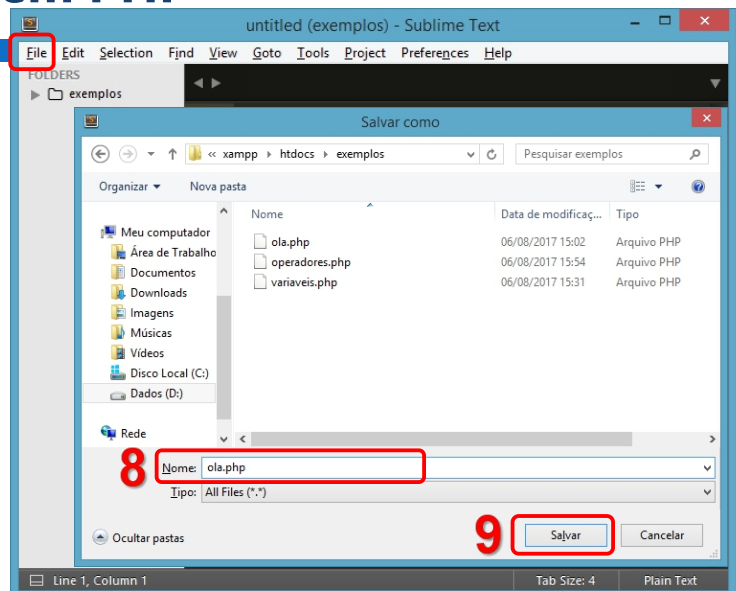 untitled (exemplos) - Sublime Text
File Edit Selection Find View Goto Tools Project Preferences Help
FOLDERS
exemplos
Salvar como
« xampp › htdocs › exemplos
Pesquisar exemplos
Organizar Nova pasta
Nome Data de modificaç... Tipo
Meu computador
Área de Trabalho
Documentos
Downloads
Imagens
Músicas
Vídeos
Disco Local (C:)
Dados (D:)
Rede
ola.php 06/08/2017 15:02 Arquivo PHP
operadores.php 06/08/2017 15:54 Arquivo PHP
variaveis.php 06/08/2017 15:31 Arquivo PHP
8 Nome: ola.php
Tipo: All Files (*.*)
Ocultar pastas
9 Salvar Cancelar
Line 1, Column 1 Tab Size: 4 Plain Text